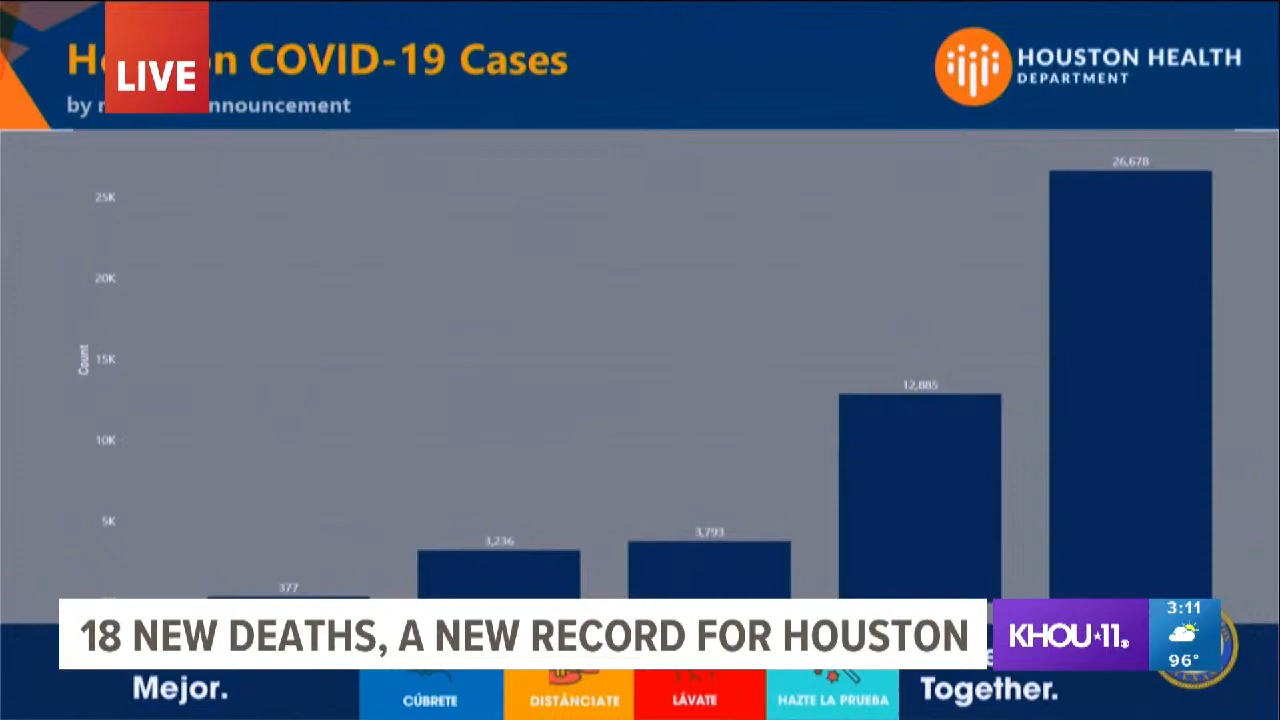 LIVE
COVID-19 Cases
by
HOUSTON HEALTH
DEPARTMENT
26,678
25K
20K
Count
15K
12,885
10K
5K
3,793
3,236
377
18 NEW DEATHS, A NEW RECORD FOR HOUSTON
KHOU★11
3:11
96°
Mejor.
CÚBRETE
DISTÁNCIATE
LÁVATE
HAZTE LA PRUEBA
Together.